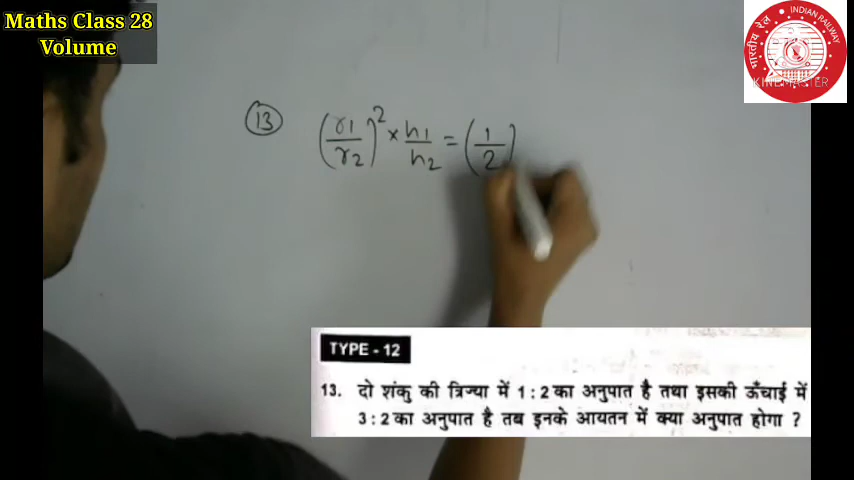 Maths Class 28
Volume
भारतीय रेल INDIAN RAILWAY
KINEMASTER
13 (r1/r2)^2 × h1/h2 = (1/2)
TYPE - 12
13. दो शंकु की त्रिज्या में 1 : 2 का अनुपात है तथा इसकी ऊँचाई में
3 : 2 का अनुपात है तब इनके आयतन में क्या अनुपात होगा ?